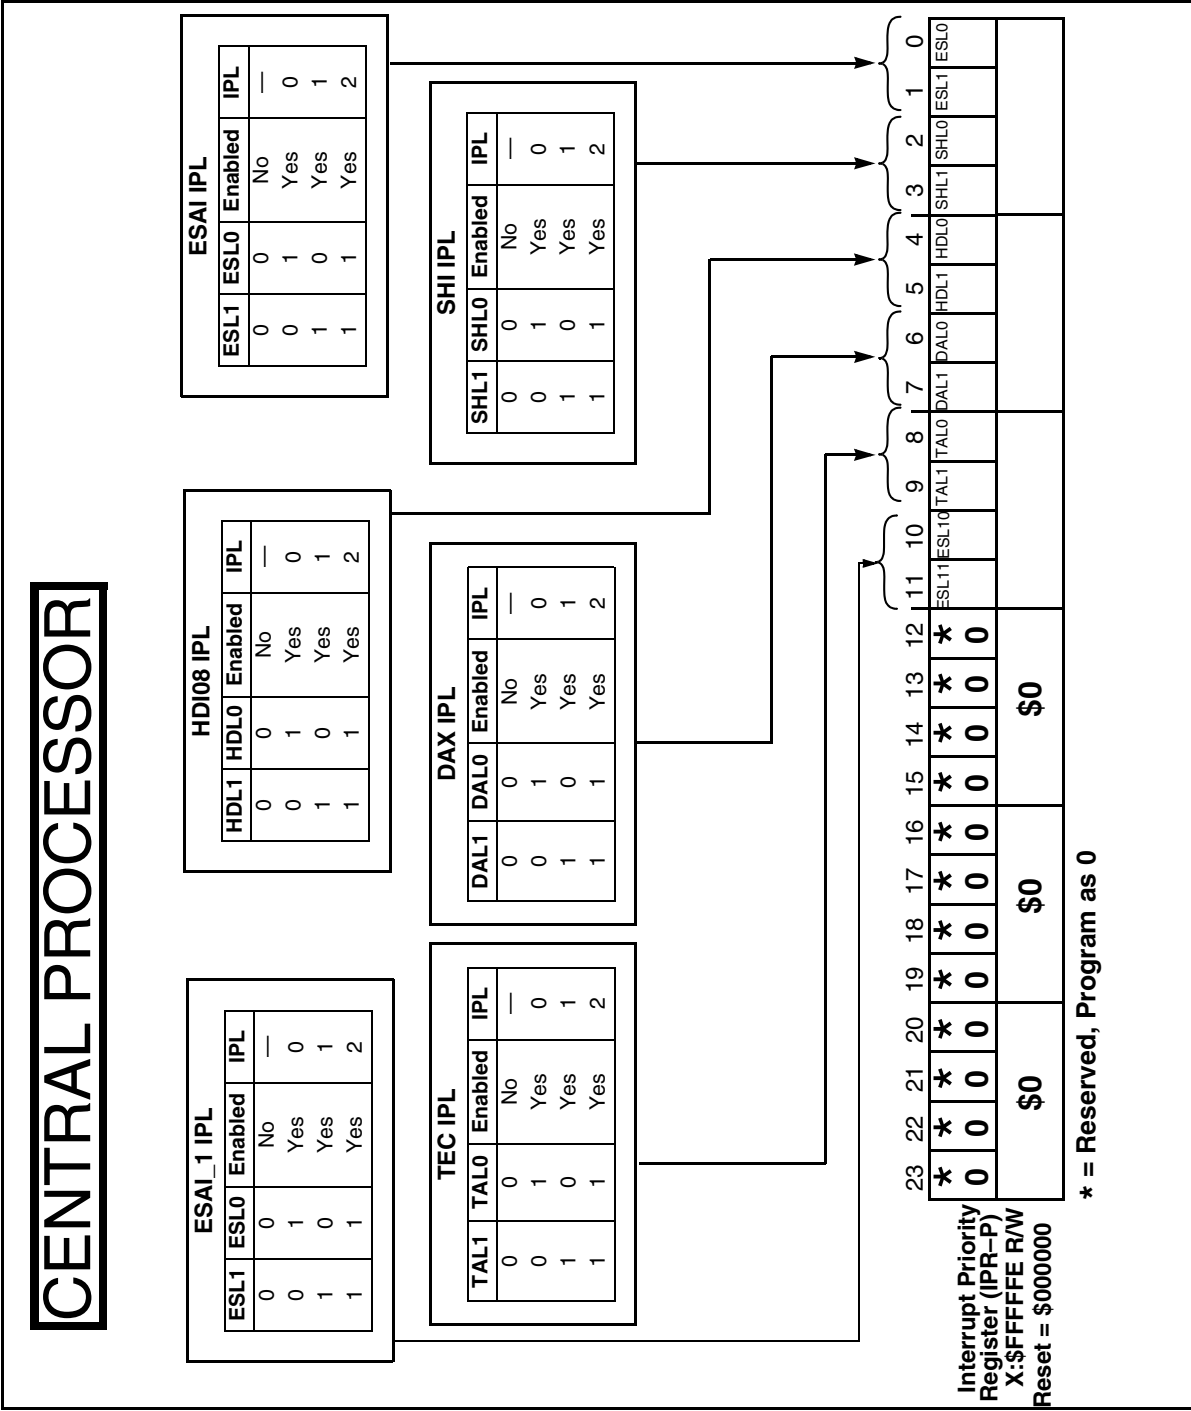 CENTRAL PROCESSOR
ESAI_1 IPL
ESL1 ESL0 Enabled IPL
0 0 No —
0 1 Yes 0
1 0 Yes 1
1 1 Yes 2
HDI08 IPL
HDL1 HDL0 Enabled IPL
0 0 No —
0 1 Yes 0
1 0 Yes 1
1 1 Yes 2
ESAI IPL
ESL1 ESL0 Enabled IPL
0 0 No —
0 1 Yes 0
1 0 Yes 1
1 1 Yes 2
TEC IPL
TAL1 TAL0 Enabled IPL
0 0 No —
0 1 Yes 0
1 0 Yes 1
1 1 Yes 2
DAX IPL
DAL1 DAL0 Enabled IPL
0 0 No —
0 1 Yes 0
1 0 Yes 1
1 1 Yes 2
SHI IPL
SHL1 SHL0 Enabled IPL
0 0 No —
0 1 Yes 0
1 0 Yes 1
1 1 Yes 2
23 22 21 20 19 18 17 16 15 14 13 12 11 10 9 8 7 6 5 4 3 2 1 0
* * * * * * * * * * * * ESL11 ESL10 TAL1 TAL0 DAL1 DAL0 HDL1 HDL0 SHL1 SHL0 ESL1 ESL0
0 0 0 0 0 0 0 0 0 0 0 0
$0 $0 $0
Interrupt Priority
Register (IPR–P)
X:$FFFFFE R/W
Reset = $000000
* = Reserved, Program as 0